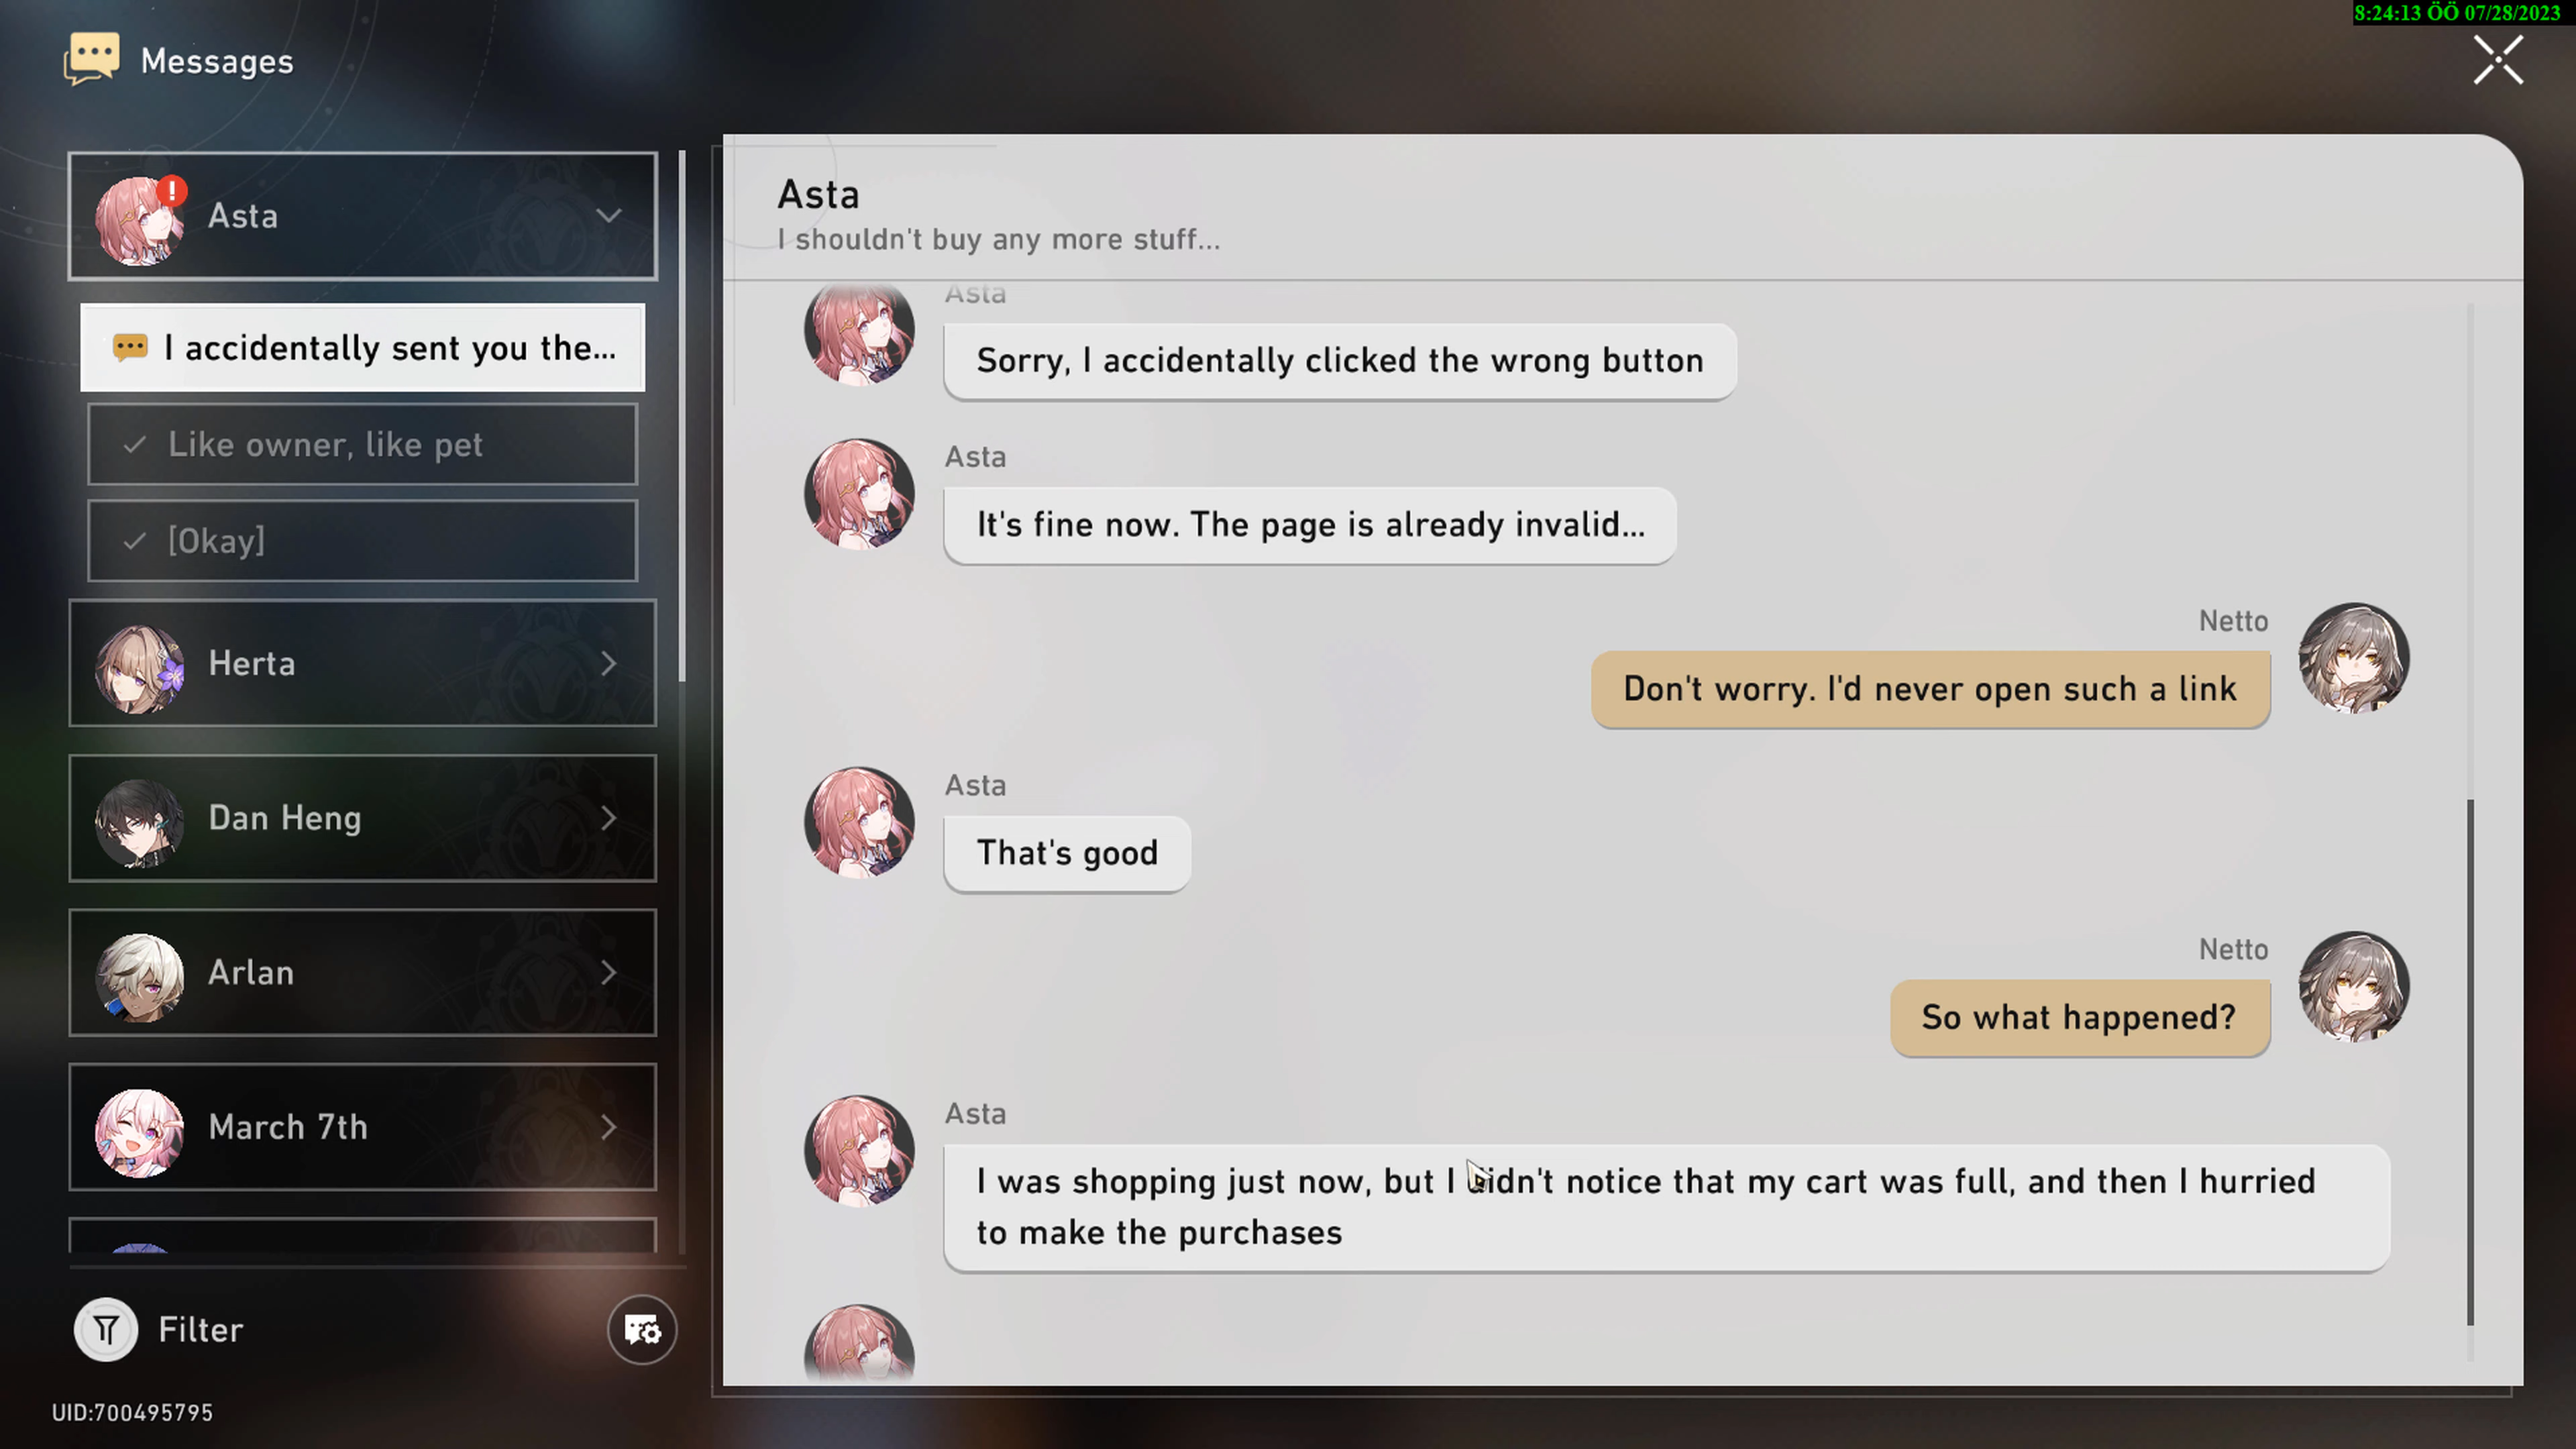 8:24:13 ÖÖ 07/28/2023
Messages
Asta
I accidentally sent you the...
Like owner, like pet
[Okay]
Herta
Dan Heng
Arlan
March 7th
Filter
UID:700495795
Asta
I shouldn't buy any more stuff...
Asta
Sorry, I accidentally clicked the wrong button
Asta
It's fine now. The page is already invalid...
Netto
Don't worry. I'd never open such a link
Asta
That's good
Netto
So what happened?
Asta
I was shopping just now, but I didn't notice that my cart was full, and then I hurried
to make the purchases